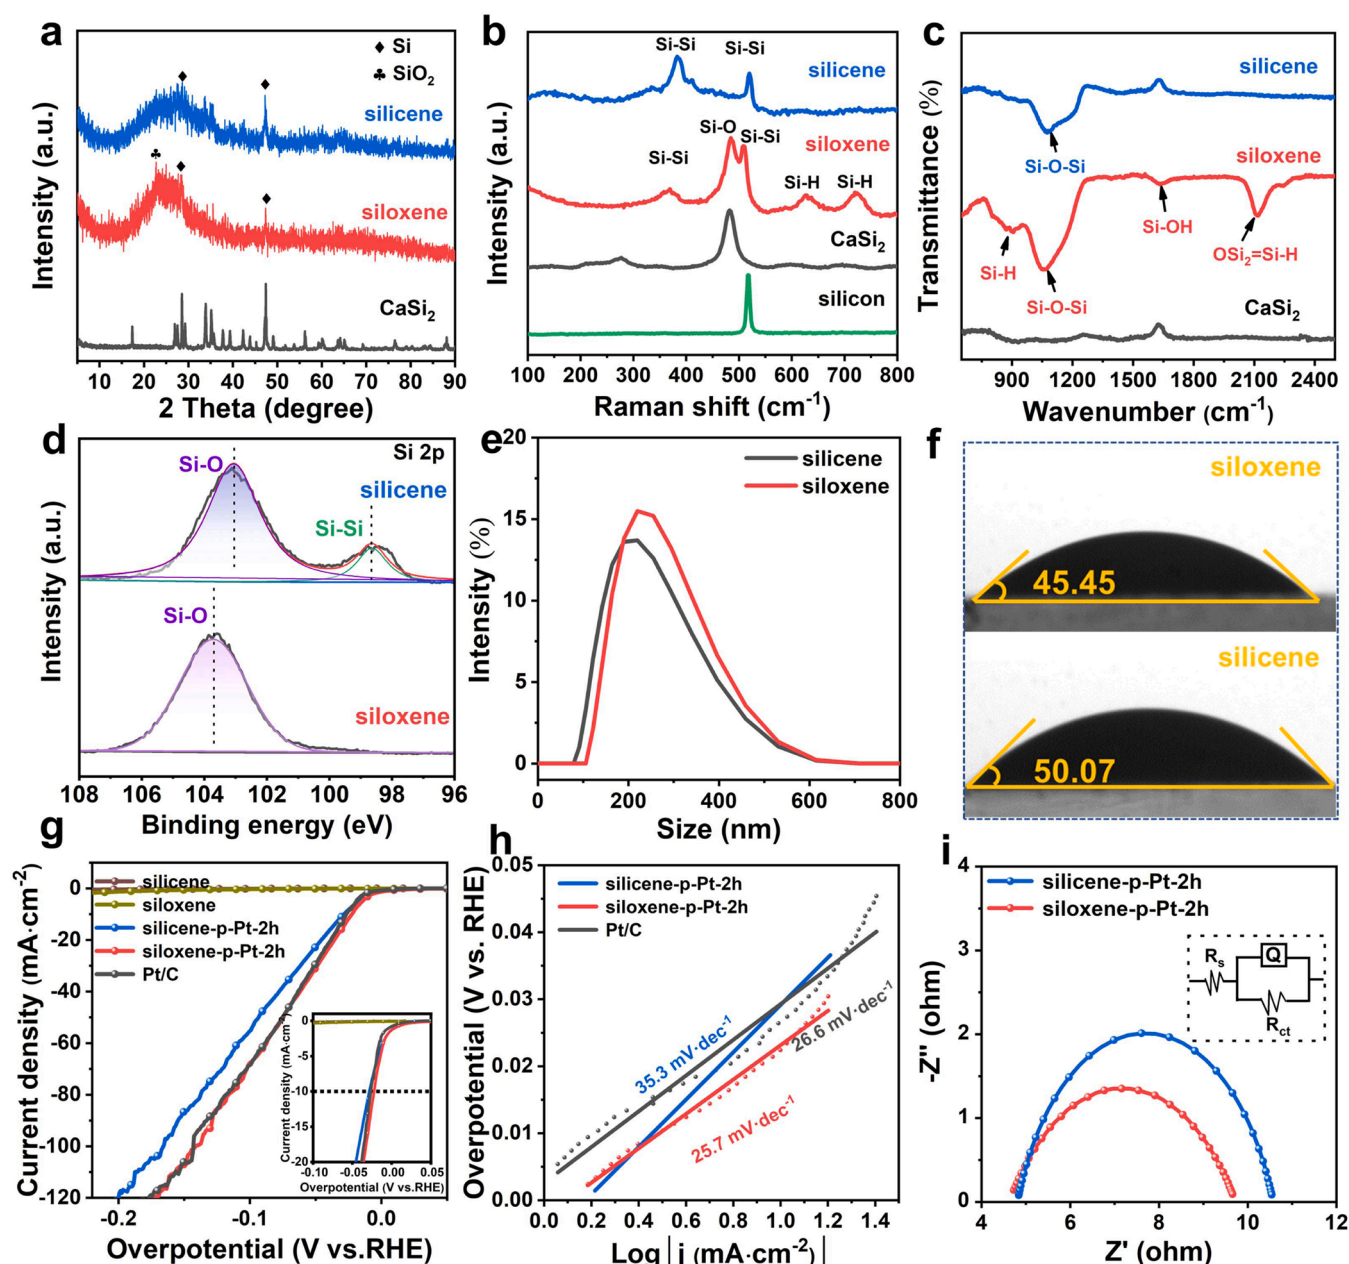 a
♦ Si
♣ SiO2
silicene
siloxene
CaSi2
Intensity (a.u.)
10 20 30 40 50 60 70 80 90
2 Theta (degree)
b
Si-Si Si-Si
silicene
Si-O
Si-Si
Si-Si
siloxene
Si-H Si-H
CaSi2
silicon
Intensity (a.u.)
100 200 300 400 500 600 700 800
Raman shift (cm-1)
c
silicene
Si-O-Si
siloxene
Si-OH
Si-H
OSi2=Si-H
Si-O-Si
CaSi2
Transmittance (%)
900 1200 1500 1800 2100 2400
Wavenumber (cm-1)
d
Si 2p
Si-O
silicene
Si-Si
Si-O
siloxene
Intensity (a.u.)
108 106 104 102 100 98 96
Binding energy (eV)
e
20
15
10
5
0
silicene
siloxene
Intensity (%)
0 200 400 600 800
Size (nm)
f
siloxene
45.45
silicene
50.07
g
0
-20
-40
-60
-80
-100
-120
silicene
siloxene
silicene-p-Pt-2h
siloxene-p-Pt-2h
Pt/C
Current density (mA·cm-2)
-0.2 -0.1 0.0
Overpotential (V vs.RHE)
0
-5
-10
-15
-20
Current density (mA·cm-2)
-0.10 -0.05 0.00 0.05
Overpotential (V vs.RHE)
h
0.05
0.04
0.03
0.02
0.01
0.00
silicene-p-Pt-2h
siloxene-p-Pt-2h
Pt/C
35.3 mV·dec-1
26.6 mV·dec-1
25.7 mV·dec-1
Overpotential (V vs. RHE)
0.0 0.2 0.4 0.6 0.8 1.0 1.2 1.4
Log |j (mA·cm-2)|
i
4
3
2
1
0
silicene-p-Pt-2h
siloxene-p-Pt-2h
Rs
Q
Rct
-Z'' (ohm)
4 6 8 10 12
Z' (ohm)